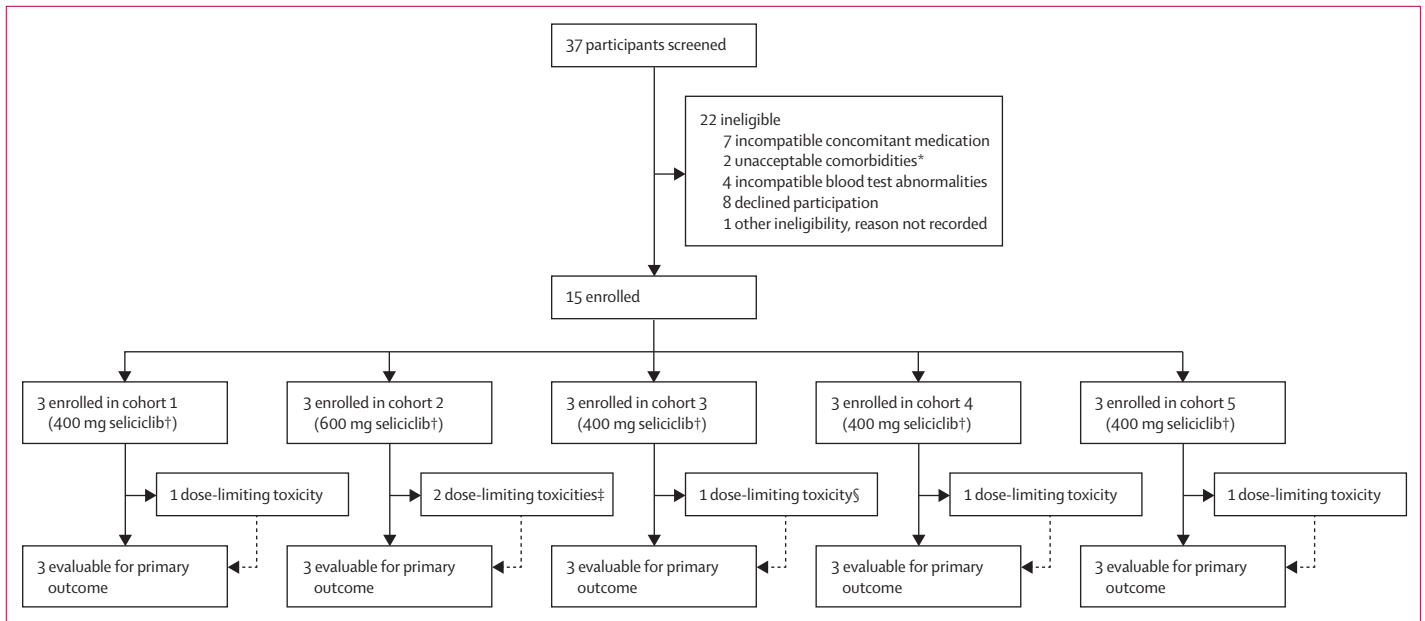 37 participants screened
22 ineligible
7 incompatible concomitant medication
2 unacceptable comorbidities*
4 incompatible blood test abnormalities
8 declined participation
1 other ineligibility, reason not recorded
15 enrolled
3 enrolled in cohort 1
(400 mg seliciclib†)
3 enrolled in cohort 2
(600 mg seliciclib†)
3 enrolled in cohort 3
(400 mg seliciclib†)
3 enrolled in cohort 4
(400 mg seliciclib†)
3 enrolled in cohort 5
(400 mg seliciclib†)
1 dose-limiting toxicity
2 dose-limiting toxicities‡
1 dose-limiting toxicity§
1 dose-limiting toxicity
1 dose-limiting toxicity
3 evaluable for primary
outcome
3 evaluable for primary
outcome
3 evaluable for primary
outcome
3 evaluable for primary
outcome
3 evaluable for primary
outcome